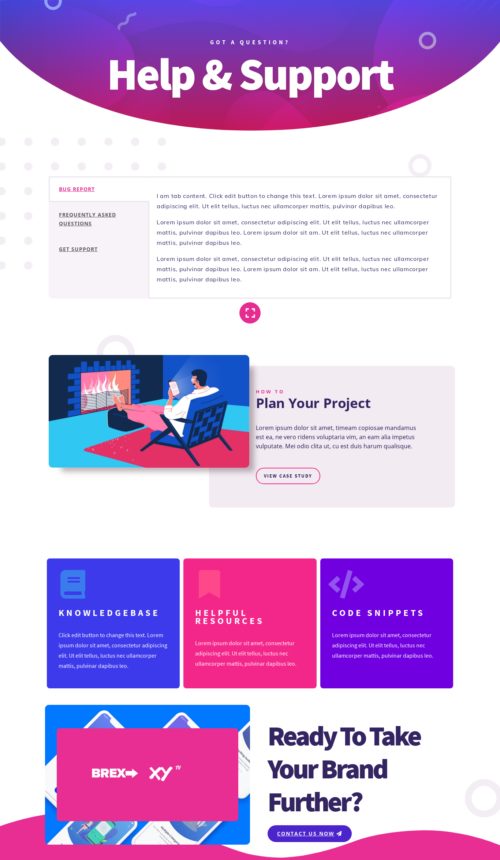 GOT A QUESTION?
Help & Support
BUG REPORT
FREQUENTLY ASKED
QUESTIONS
GET SUPPORT
I am tab content. Click edit button to change this text. Lorem ipsum dolor sit amet, consectetur
adipiscing elit. Ut elit tellus, luctus nec ullamcorper mattis, pulvinar dapibus leo.
Lorem ipsum dolor sit amet, consectetur adipiscing elit. Ut elit tellus, luctus nec ullamcorper
mattis, pulvinar dapibus leo. Lorem ipsum dolor sit am. Ut elit tellus, luctus nec ullamcorper
mattis, pulvinar dapibus leo.
Lorem ipsum dolor sit amet, consectetur adipiscing elit. Ut elit tellus, luctus nec ullamcorper
mattis, pulvinar dapibus leo. Lorem ipsum dolor sit am. Ut elit tellus, luctus nec ullamcorper
mattis, pulvinar dapibus leo.
HOW TO
Plan Your Project
Lorem ipsum dolor sit amet, timeam copiosae mandamus
est ea, ne vero ridens voluptaria vim, an eam alia impetus
vulputate. Mei odio clita ut, cu est duis harum qualisque.
VIEW CASE STUDY
KNOWLEDGEBASE
Click edit button to change this text. Lorem
ipsum dolor sit amet, consectetur adipiscing
elit. Ut elit tellus, luctus nec ullamcorper
mattis, pulvinar dapibus leo.
HELPFUL
RESOURCES
Lorem ipsum dolor sit amet, consectetur
adipiscing elit. Ut elit tellus, luctus nec
ullamcorper mattis, pulvinar dapibus leo.
CODE SNIPPETS
Lorem ipsum dolor sit amet, consectetur
adipiscing elit. Ut elit tellus, luctus nec
ullamcorper mattis, pulvinar dapibus leo.
BREX XY TV
Ready To Take
Your Brand
Further?
CONTACT US NOW